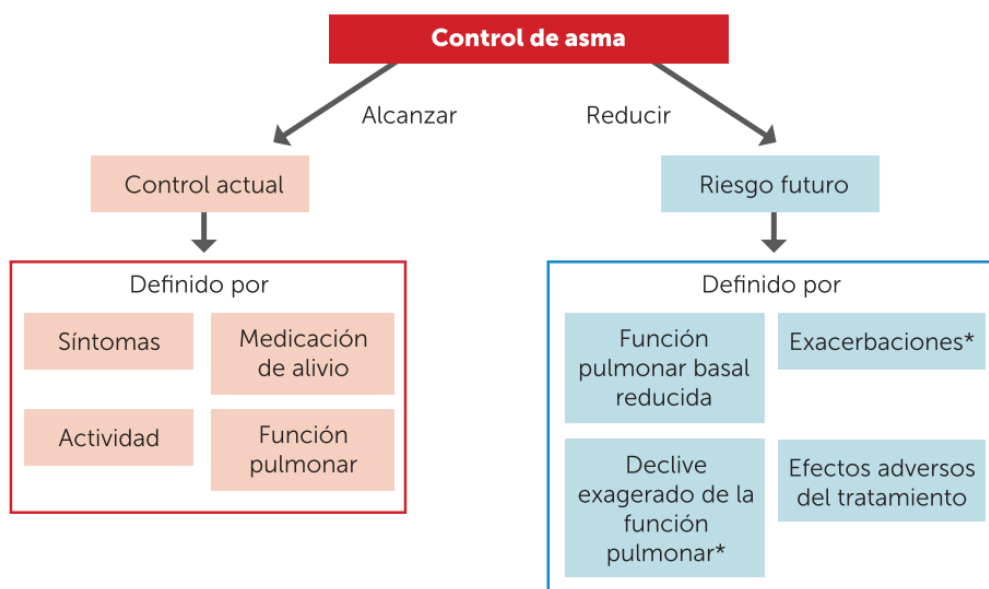 Control de asma
Alcanzar
Reducir
Control actual
Riesgo futuro
Definido por
Síntomas
Medicación
de alivio
Actividad
Función
pulmonar
Definido por
Función
pulmonar basal
reducida
Exacerbaciones*
Declive
exagerado de la
función
pulmonar*
Efectos adversos
del tratamiento